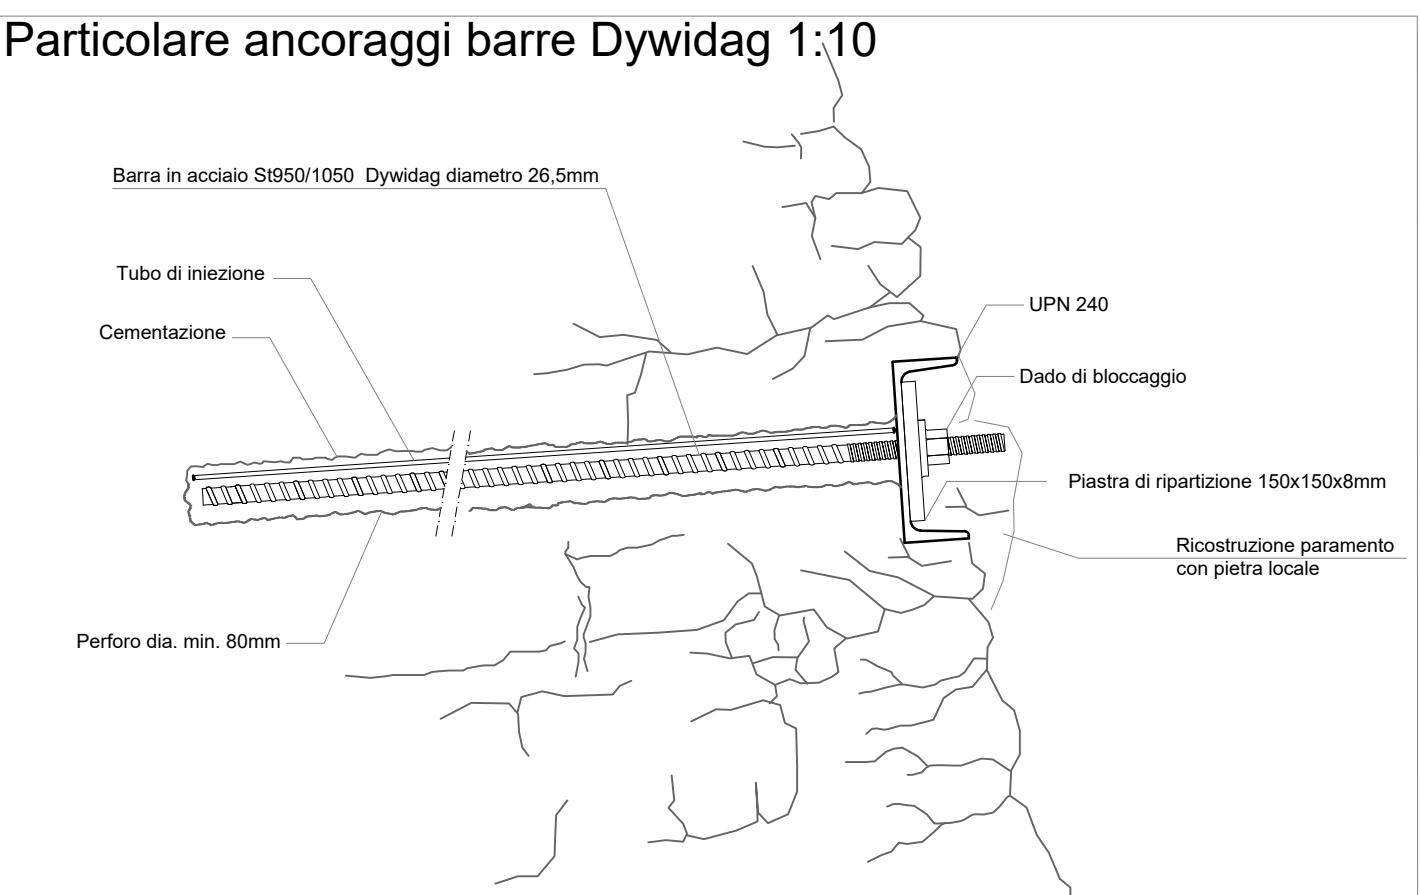 Particolare ancoraggi barre Dywidag 1:10
Barra in acciaio St950/1050 Dywidag diametro 26,5mm
Tubo di iniezione
UPN 240
Cementazione
Dado di bloccaggio
Piastra di ripartizione 150x150x8mm
Ricostruzione paramento
con pietra locale
Perforo dia. min. 80mm